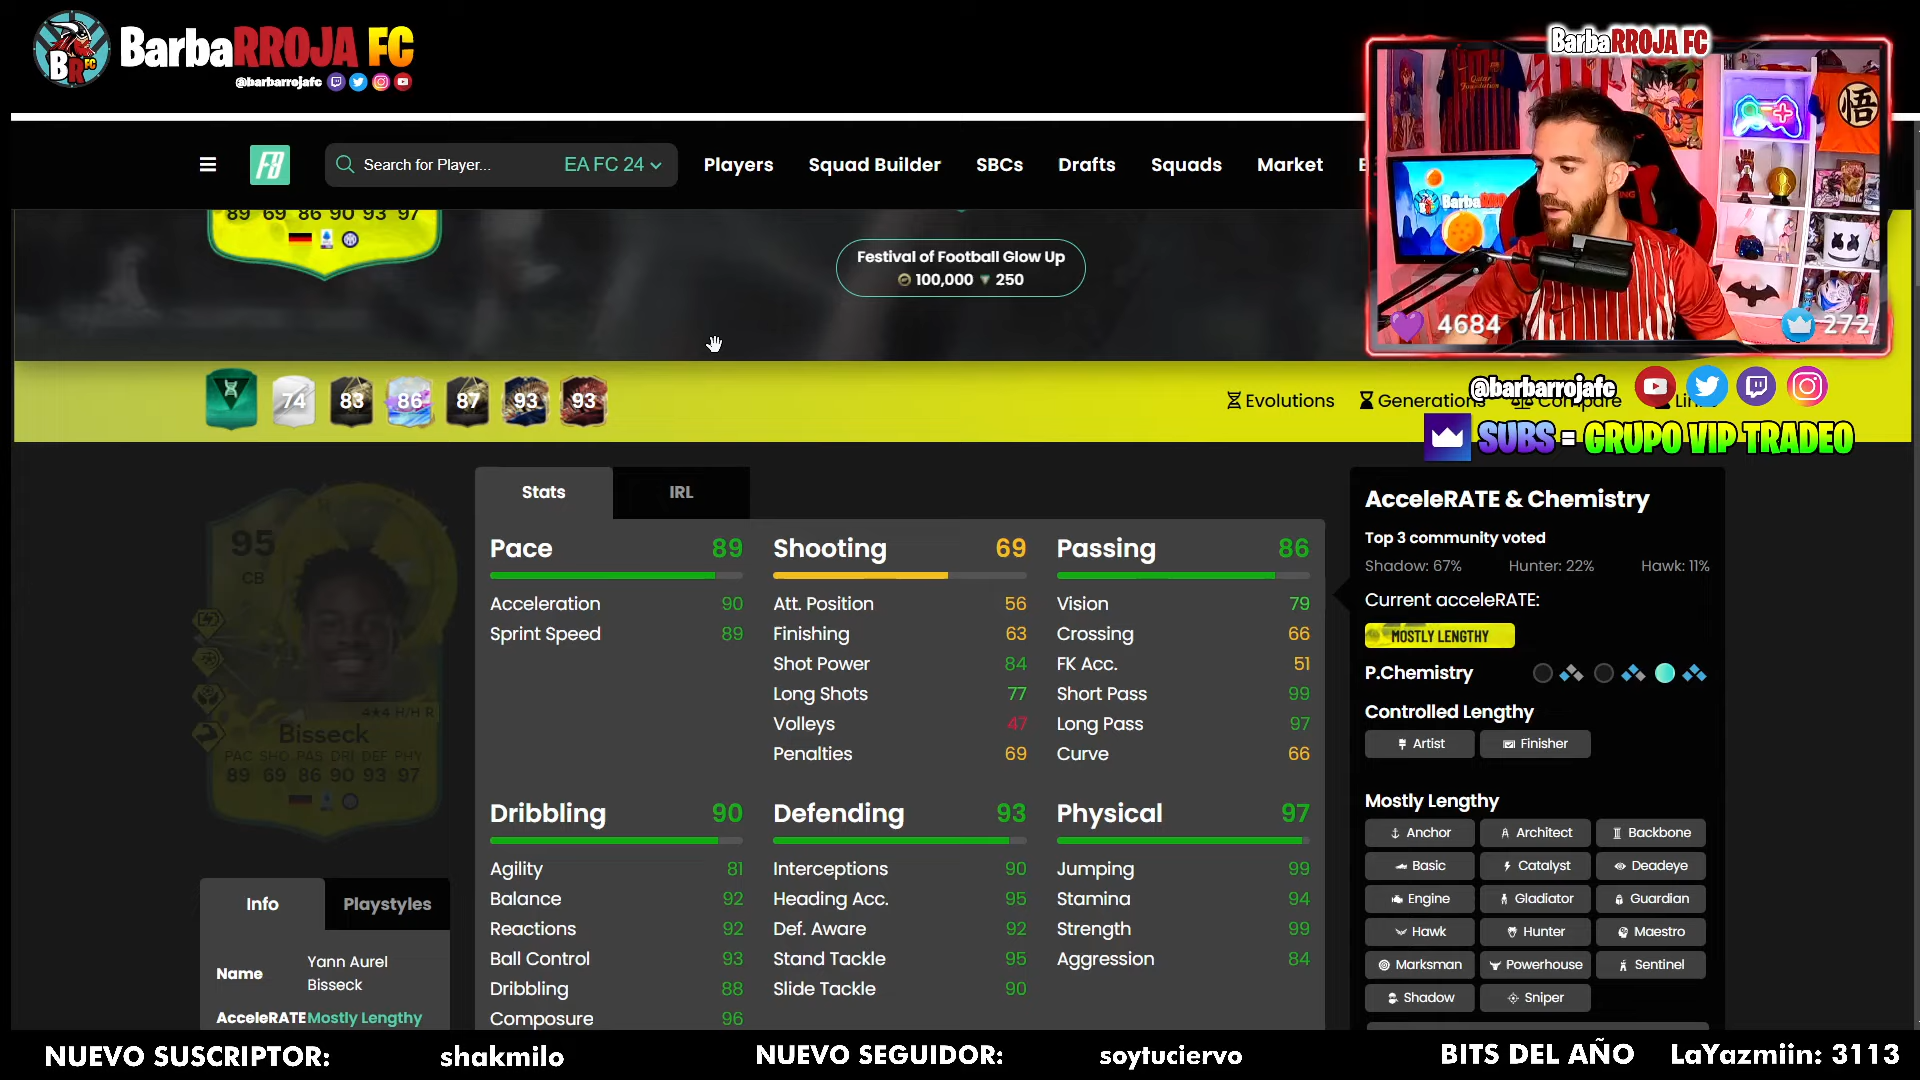 BarbaRROJA FC
@barbarrojafc
BR FC
BarbaRROJA FC
Search for Player...
EA FC 24
Players
Squad Builder
SBCs
Drafts
Squads
Market
89 69 86 90 93 97
Festival of Football Glow Up
100,000 250
4684
272
@barbarrojafc
74
83
86
87
93
93
Evolutions
Generations
Compare
SUBS = GRUPO VIP TRADEO
95
CB
4★4 H/H R
Bisseck
PAC SHO PAS DRI DEF PHY
89 69 86 90 93 97
Stats
IRL
Pace 89
Acceleration 90
Sprint Speed 89
Shooting 69
Att. Position 56
Finishing 63
Shot Power 84
Long Shots 77
Volleys 47
Penalties 69
Passing 86
Vision 79
Crossing 66
FK Acc. 51
Short Pass 99
Long Pass 97
Curve 66
Dribbling 90
Agility 81
Balance 92
Reactions 92
Ball Control 93
Dribbling 88
Composure 96
Defending 93
Interceptions 90
Heading Acc. 95
Def. Aware 92
Stand Tackle 95
Slide Tackle 90
Physical 97
Jumping 99
Stamina 94
Strength 99
Aggression 84
AcceleRATE & Chemistry
Top 3 community voted
Shadow: 67%
Hunter: 22%
Hawk: 11%
Current acceleRATE:
MOSTLY LENGTHY
P.Chemistry
Controlled Lengthy
Artist
Finisher
Mostly Lengthy
Anchor
Architect
Backbone
Basic
Catalyst
Deadeye
Engine
Gladiator
Guardian
Hawk
Hunter
Maestro
Marksman
Powerhouse
Sentinel
Shadow
Sniper
Info
Playstyles
Name
Yann Aurel
Bisseck
AcceleRATE Mostly Lengthy
NUEVO SUSCRIPTOR: shakmilo
NUEVO SEGUIDOR: soytuciervo
BITS DEL AÑO LaYazmiin: 3113